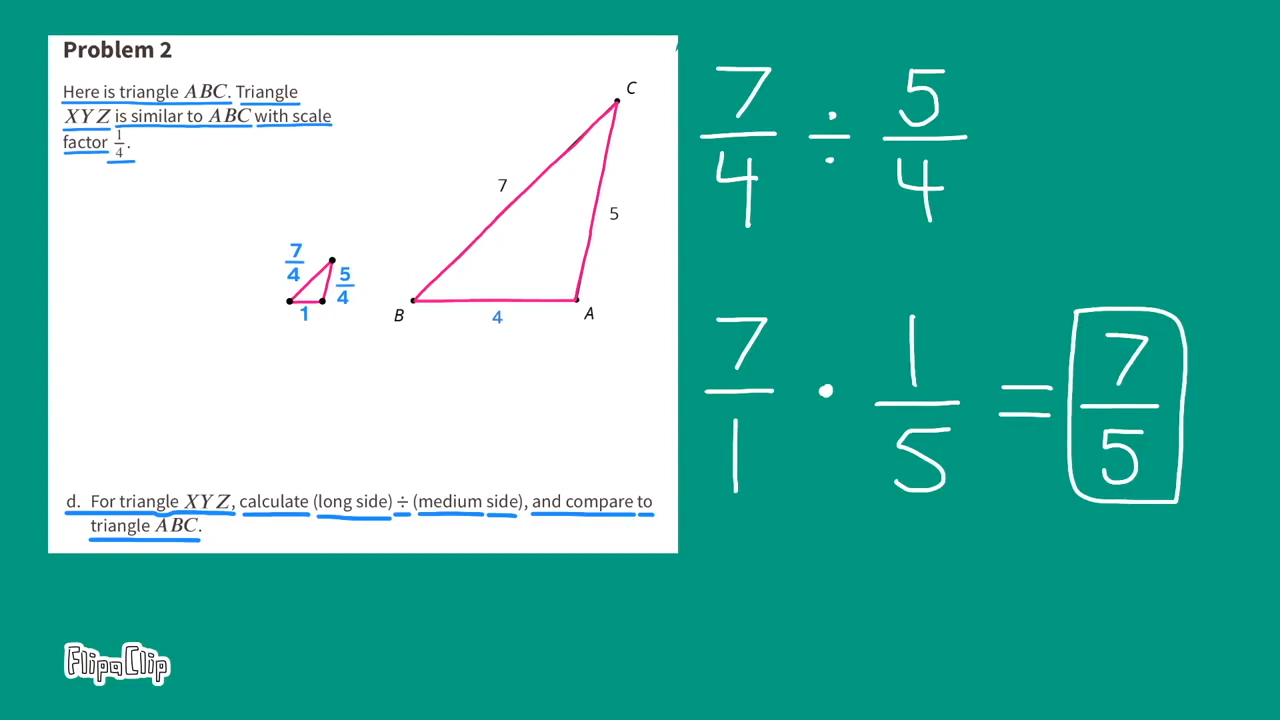 Problem 2
Here is triangle ABC. Triangle
XYZ is similar to ABC with scale
factor 1/4.
C
7
5
B
4
A
7/4
5/4
1
d. For triangle XYZ, calculate (long side) ÷ (medium side), and compare to
triangle ABC.
7/4 ÷ 5/4
7/1 · 1/5 = 7/5
FlipaClip